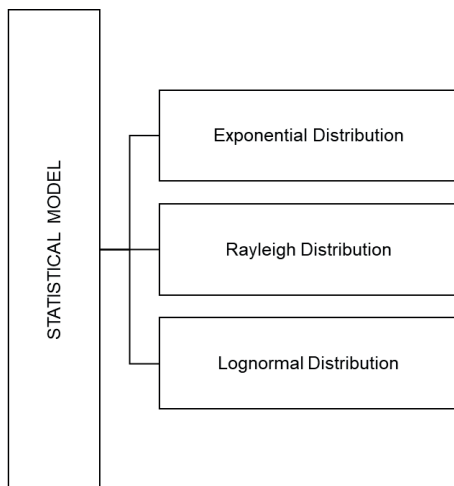 STATISTICAL MODEL
Exponential Distribution
Rayleigh Distribution
Lognormal Distribution